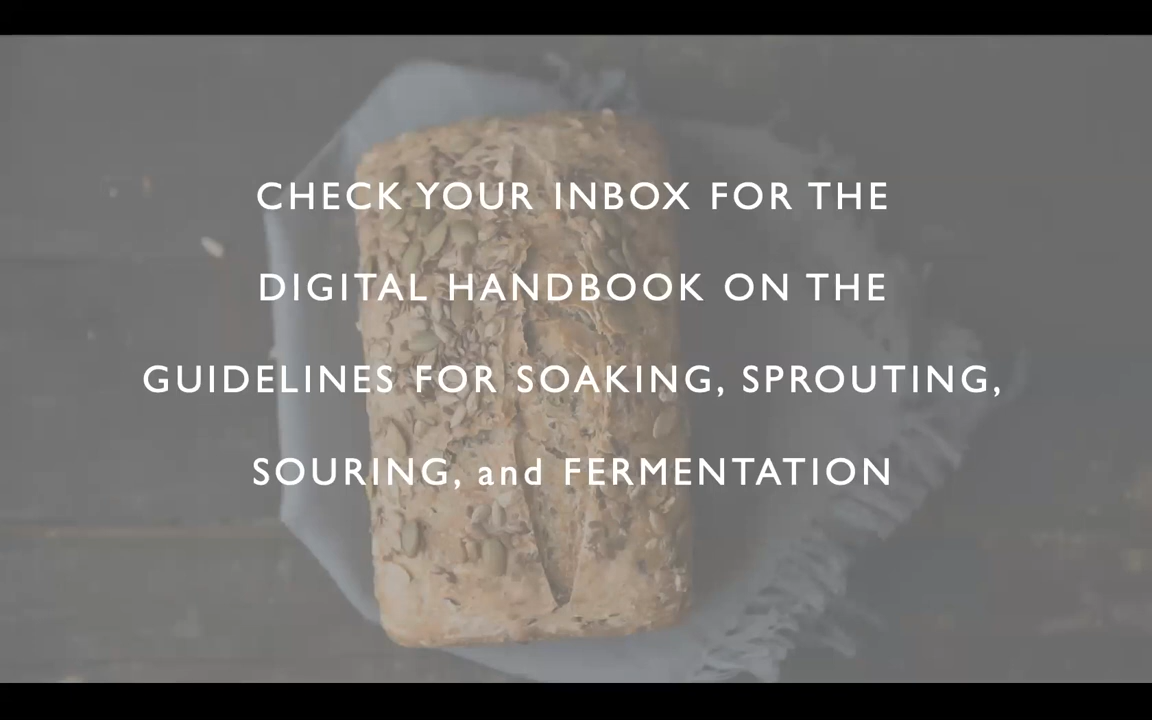 CHECK YOUR INBOX FOR THE
DIGITAL HANDBOOK ON THE
GUIDELINES FOR SOAKING, SPROUTING,
SOURING, and FERMENTATION